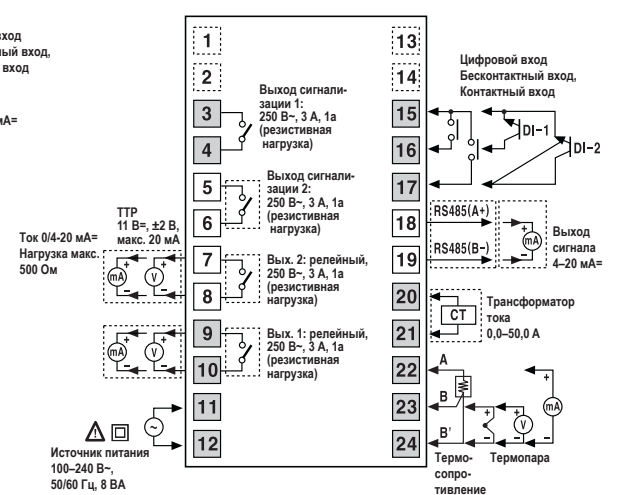 вход
ный вход,
вход
мА=
1
2
3
4
5
6
7
8
9
10
11
12
13
14
15
16
17
18
19
20
21
22
23
24
Выход сигнали-
зации 1:
250 В~, 3 А, 1а
(резистивная
нагрузка)
Выход сигнали-
зации 2:
250 В~, 3 А, 1а
(резистивная
нагрузка)
Вых. 2: релейный,
250 В~, 3 А, 1а
(резистивная
нагрузка)
Вых. 1: релейный,
250 В~, 3 А, 1а
(резистивная
нагрузка)
ТТР
11 В=, ±2 В,
макс. 20 мА
Ток 0/4-20 мА=
Нагрузка макс.
500 Ом
+ +
mA V
- -
+ +
mA V
- -
~
Источник питания
100–240 В~,
50/60 Гц, 8 ВА
Цифровой вход
Бесконтактный вход,
Контактный вход
DI-1
DI-2
RS485(A+)
RS485(B-)
+
mA
-
Выход
сигнала
4–20 мА=
CT
Трансформатор
тока
0,0–50,0 А
A
B
B'
+ + +
V mA
- - -
Термо-
сопро-
тивление
Термопара